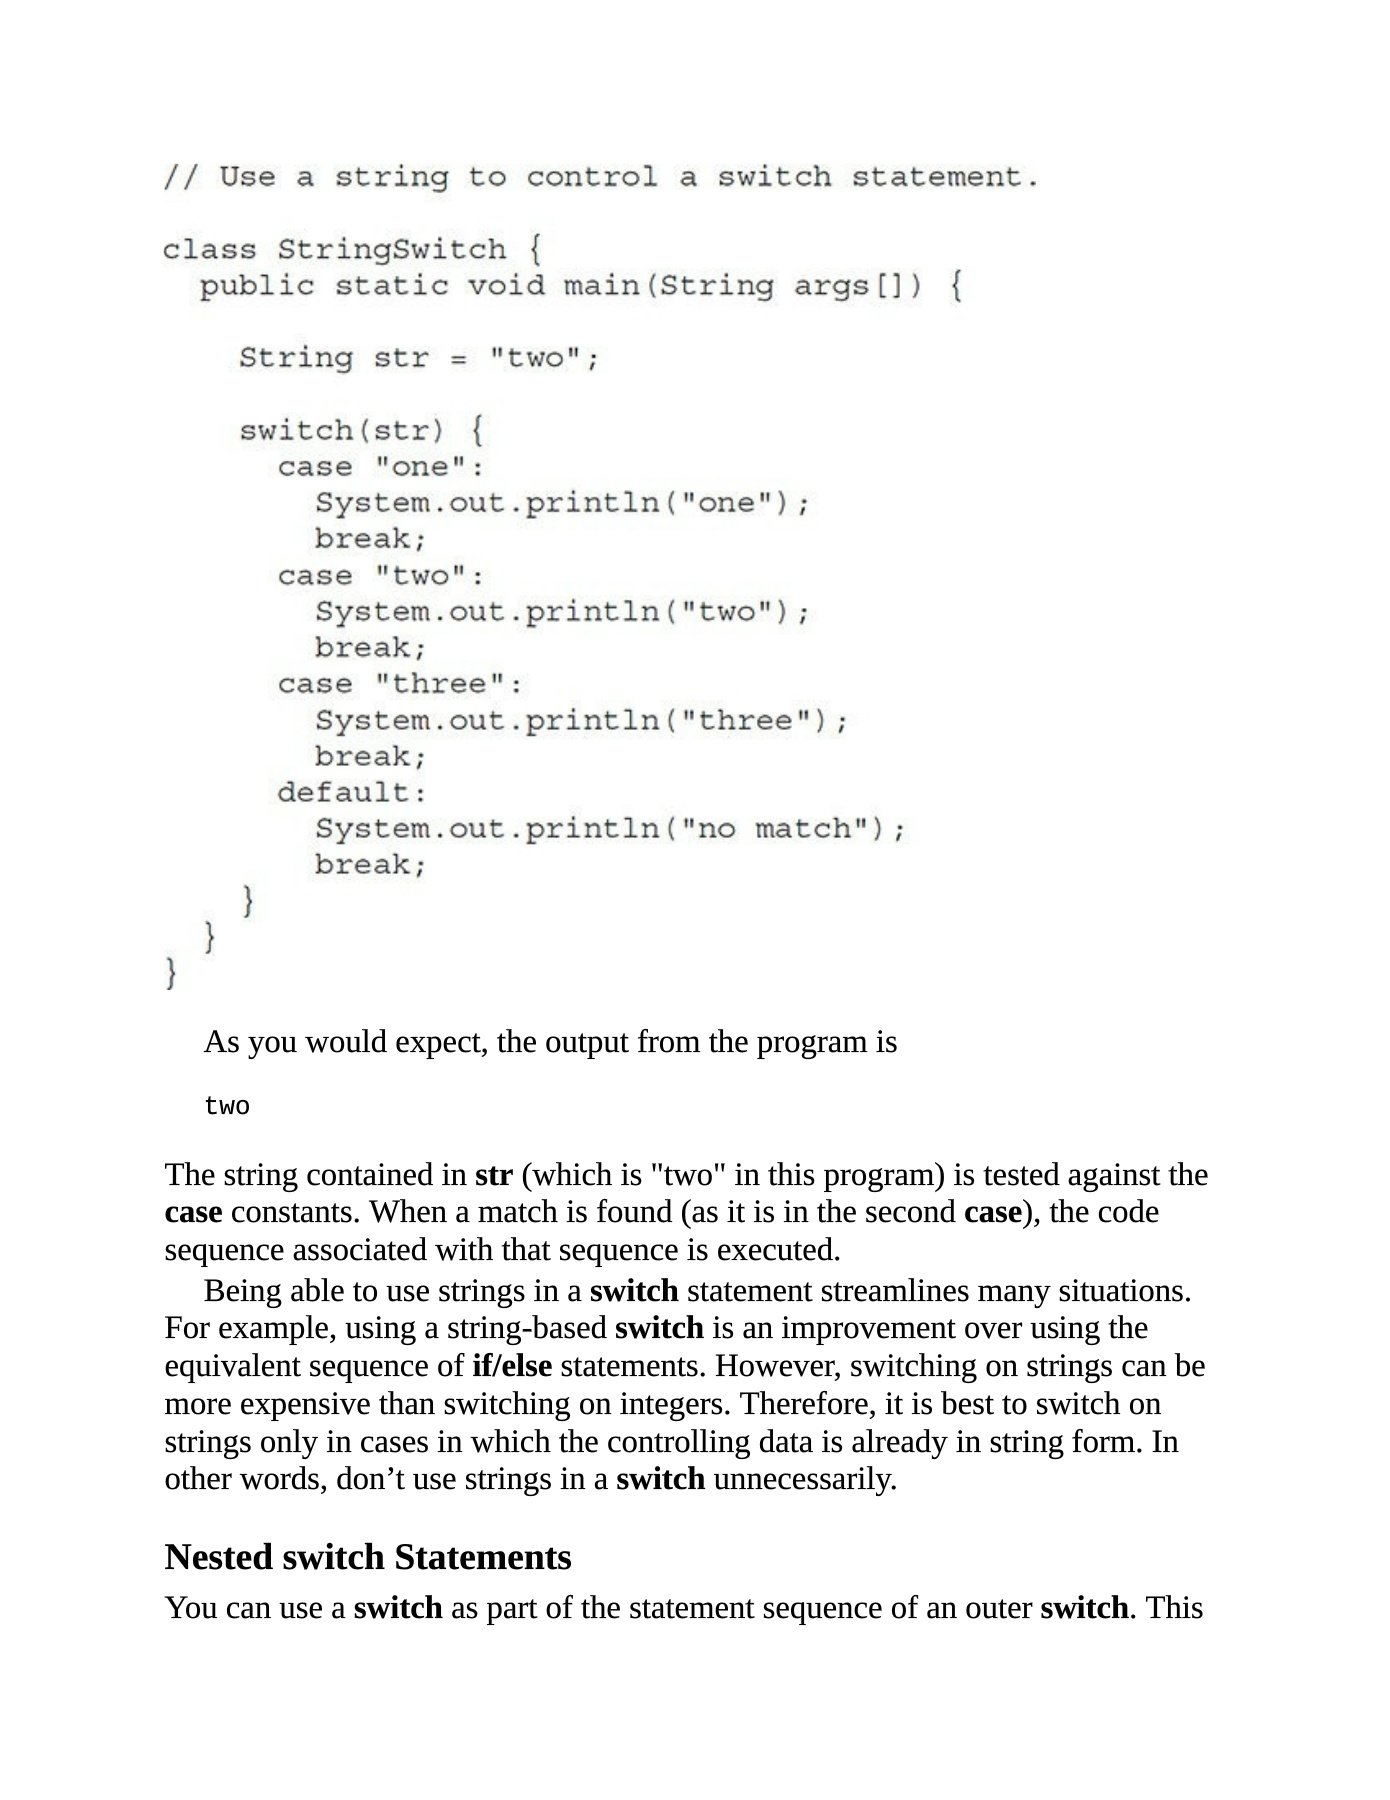 // Use a string to control a switch statement.

class StringSwitch {
  public static void main(String args[]) {

    String str = "two";

    switch(str) {
      case "one":
        System.out.println("one");
        break;
      case "two":
        System.out.println("two");
        break;
      case "three":
        System.out.println("three");
        break;
      default:
        System.out.println("no match");
        break;
    }
  }
}
As you would expect, the output from the program is
two
The string contained in str (which is "two" in this program) is tested against the
case constants. When a match is found (as it is in the second case), the code
sequence associated with that sequence is executed.
Being able to use strings in a switch statement streamlines many situations.
For example, using a string-based switch is an improvement over using the
equivalent sequence of if/else statements. However, switching on strings can be
more expensive than switching on integers. Therefore, it is best to switch on
strings only in cases in which the controlling data is already in string form. In
other words, don’t use strings in a switch unnecessarily.
Nested switch Statements
You can use a switch as part of the statement sequence of an outer switch. This